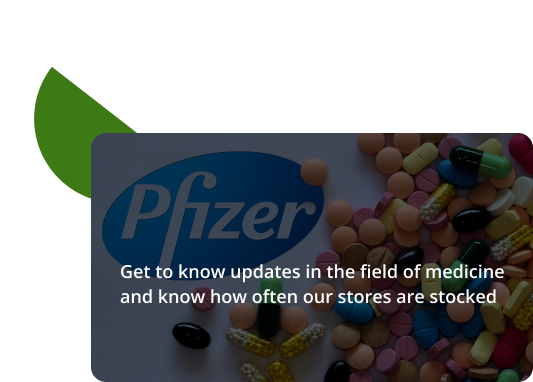 Pfizer
Get to know updates in the field of medicine
and know how often our stores are stocked